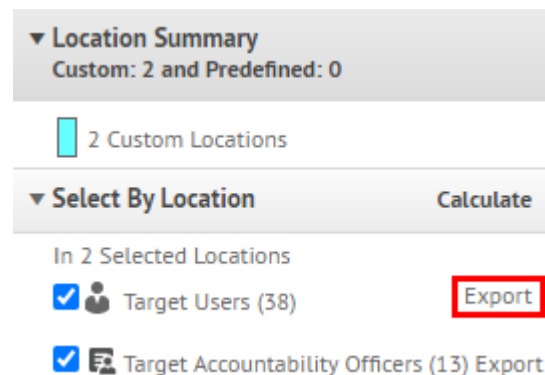 Location Summary
Custom: 2 and Predefined: 0
2 Custom Locations
Select By Location Calculate
In 2 Selected Locations
Target Users (38) Export
Target Accountability Officers (13) Export